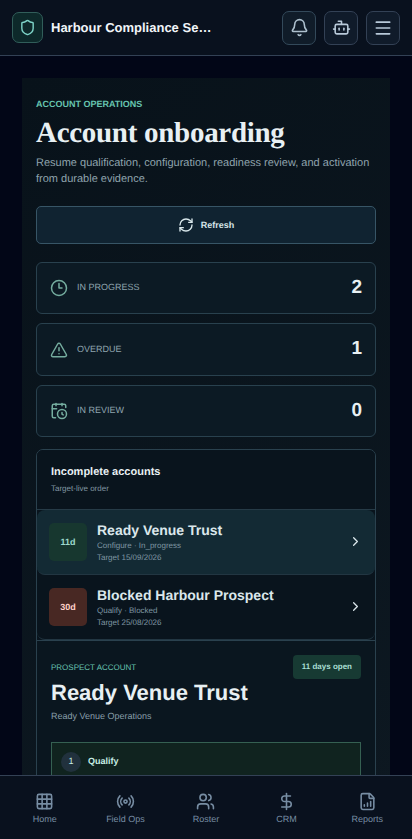 Harbour Compliance Se...
ACCOUNT OPERATIONS
Account onboarding
Resume qualification, configuration, readiness review, and activation
from durable evidence.
Refresh
IN PROGRESS 2
OVERDUE 1
IN REVIEW 0
Incomplete accounts
Target-live order
11d
Ready Venue Trust
Configure · In_progress
Target 15/09/2026
30d
Blocked Harbour Prospect
Qualify · Blocked
Target 25/08/2026
PROSPECT ACCOUNT
11 days open
Ready Venue Trust
Ready Venue Operations
1 Qualify
Home Field Ops Roster CRM Reports